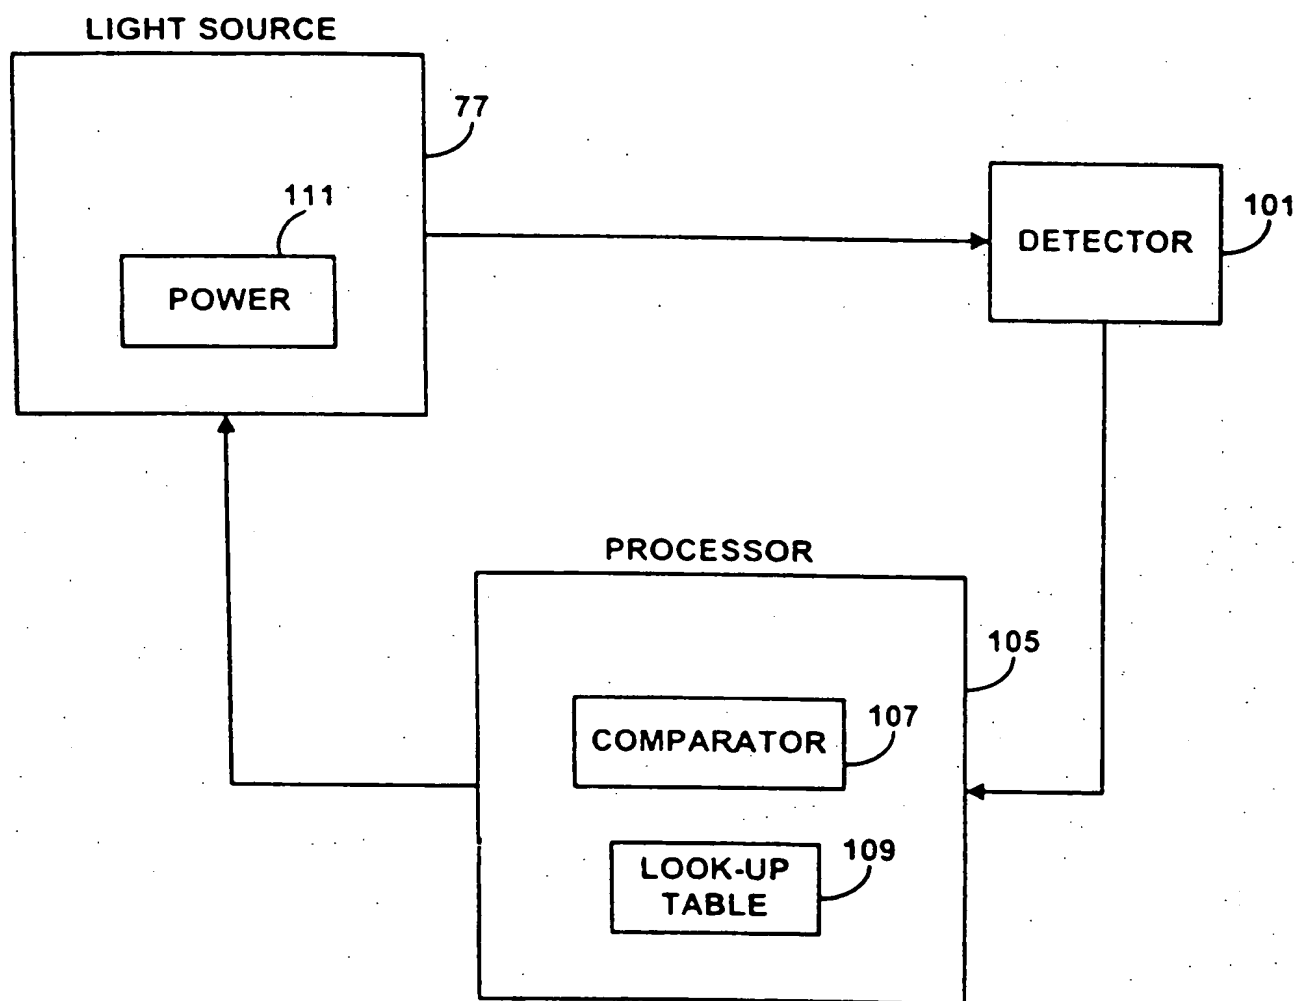 LIGHT SOURCE
77
111
POWER
101
DETECTOR
PROCESSOR
105
107
COMPARATOR
109
LOOK-UP
TABLE